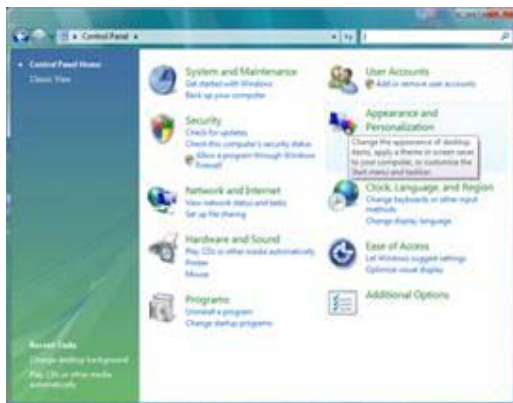 Control Panel
Control Panel Home
Classic View
System and Maintenance
Get started with Windows
Back up your computer
Security
Check for updates
Check this computer's security status
Allow a program through Windows
Firewall
Network and Internet
View network status and tasks
Set up file sharing
Hardware and Sound
Play CDs or other media automatically
Printer
Mouse
Programs
Uninstall a program
Change startup programs
User Accounts
Add or remove user accounts
Appearance and
Personalization
Change the appearance of desktop
items, apply a theme or screen saver
to your computer, or customize the
Start menu and taskbar.
Clock, Language, and Region
Change keyboards or other input
methods
Change display language
Ease of Access
Let Windows suggest settings
Optimize visual display
Additional Options
Recent Tasks
Change desktop background
Play CDs or other media
automatically